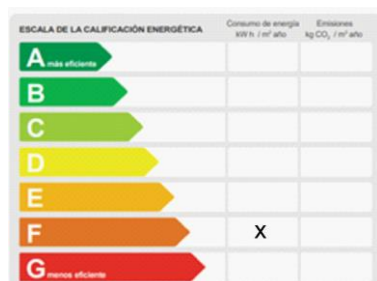 ESCALA DE LA CALIFICACIÓN ENERGÉTICA
Consumo de energía
kW h / m² año
Emisiones
kg CO₂ / m² año
A más eficiente
B
C
D
E
F X
G menos eficiente